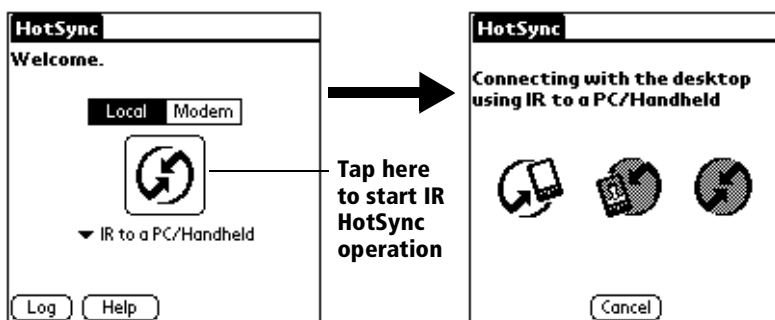 HotSync
Welcome.
Local Modem
IR to a PC/Handheld
Log Help
Tap here
to start IR
HotSync
operation
HotSync
Connecting with the desktop
using IR to a PC/Handheld
Cancel